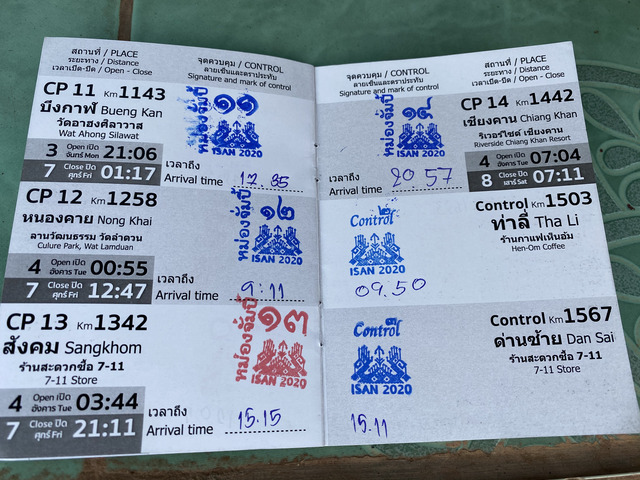 สถานที่ / PLACE
ระยะทาง / Distance
เวลาเปิด-ปิด / Open - Close
จุดควบคุม / CONTROL
ลายเซ็นและตราประทับ
Signature and mark of control
CP 11 Km 1143
บึงกาฬ Bueng Kan
วัดอาฮงศิลาวาส
Wat Ahong Silawat
3 Open เปิด จันทร์ Mon 21:06
7 Close ปิด ศุกร์ Fri 01:17
หม่องจั้มปี้
๑๑
ISAN 2020
เวลาถึง
Arrival time 17.35
CP 12 Km 1258
หนองคาย Nong Khai
ลานวัฒนธรรม วัดลำดวน
Culure Park, Wat Lamduan
4 Open เปิด อังคาร Tue 00:55
7 Close ปิด ศุกร์ Fri 12:47
หม่องจั้มปี้
๑๒
ISAN 2020
เวลาถึง
Arrival time 9:11
CP 13 Km 1342
สังคม Sangkhom
ร้านสะดวกซื้อ 7-11
7-11 Store
4 Open เปิด อังคาร Tue 03:44
7 Close ปิด ศุกร์ Fri 21:11
หม่องจั้มปี้
๑๓
ISAN 2020
เวลาถึง
Arrival time 15.15
จุดควบคุม / CONTROL
ลายเซ็นและตราประทับ
Signature and mark of control
สถานที่ / PLACE
ระยะทาง / Distance
เวลาเปิด-ปิด / Open - Close
หม่องจั้มปี้
๑๔
ISAN 2020
CP 14 Km 1442
เชียงคาน Chiang Khan
ริเวอร์ไซด์ เชียงคาน
Riverside Chiang Khan Resort
4 Open เปิด อังคาร Tue 07:04
8 Close ปิด เสาร์ Sat 07:11
เวลาถึง
Arrival time 20 57
Control ๒
ISAN 2020
09.50
Control Km 1503
ท่าลี่ Tha Li
ร้านกาแฟเห็นอ้ม
Hen-Om Coffee
Control ๓
ISAN 2020
15.11
Control Km 1567
ด่านซ้าย Dan Sai
ร้านสะดวกซื้อ 7-11
7-11 Store